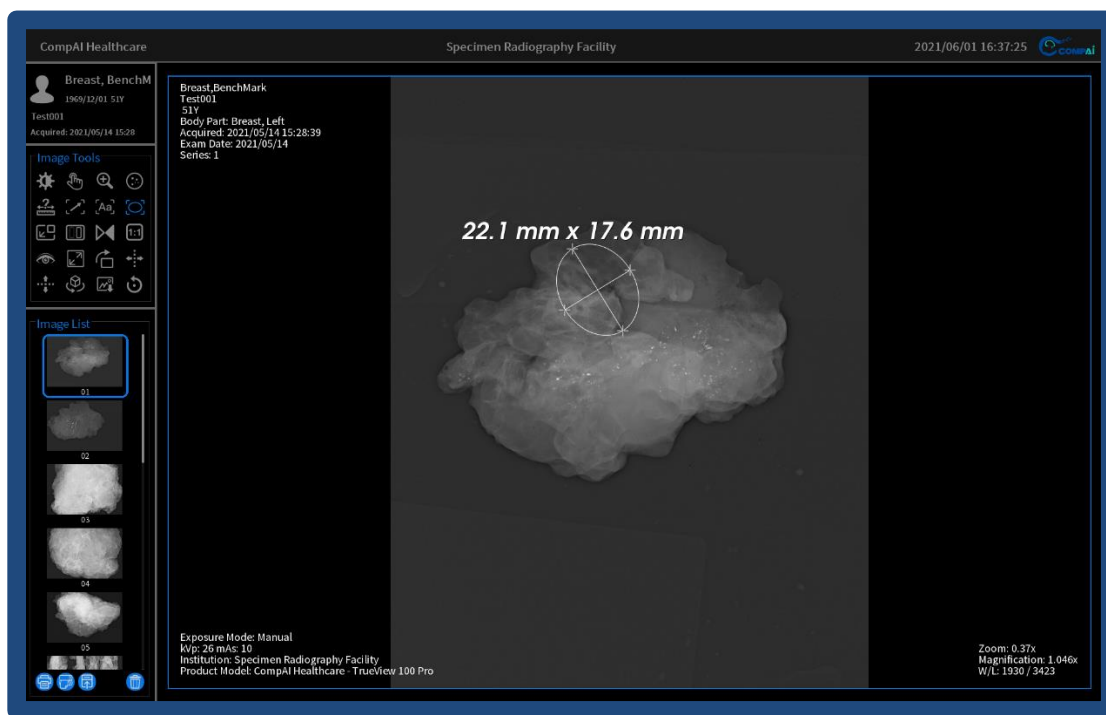 CompAI Healthcare
Specimen Radiography Facility
2021/06/01 16:37:25
COMPAi
Breast, BenchM
1969/12/01 51Y
Test001
Acquired: 2021/05/14 15:28
Image Tools
Aa
1:1
Image List
01
02
03
04
05
Breast,BenchMark
Test001
51Y
Body Part: Breast, Left
Acquired: 2021/05/14 15:28:39
Exam Date: 2021/05/14
Series: 1
22.1 mm x 17.6 mm
Exposure Mode: Manual
kVp: 26 mAs: 10
Institution: Specimen Radiography Facility
Product Model: CompAI Healthcare - TrueView 100 Pro
Zoom: 0.37x
Magnification: 1.046x
W/L: 1930 / 3423